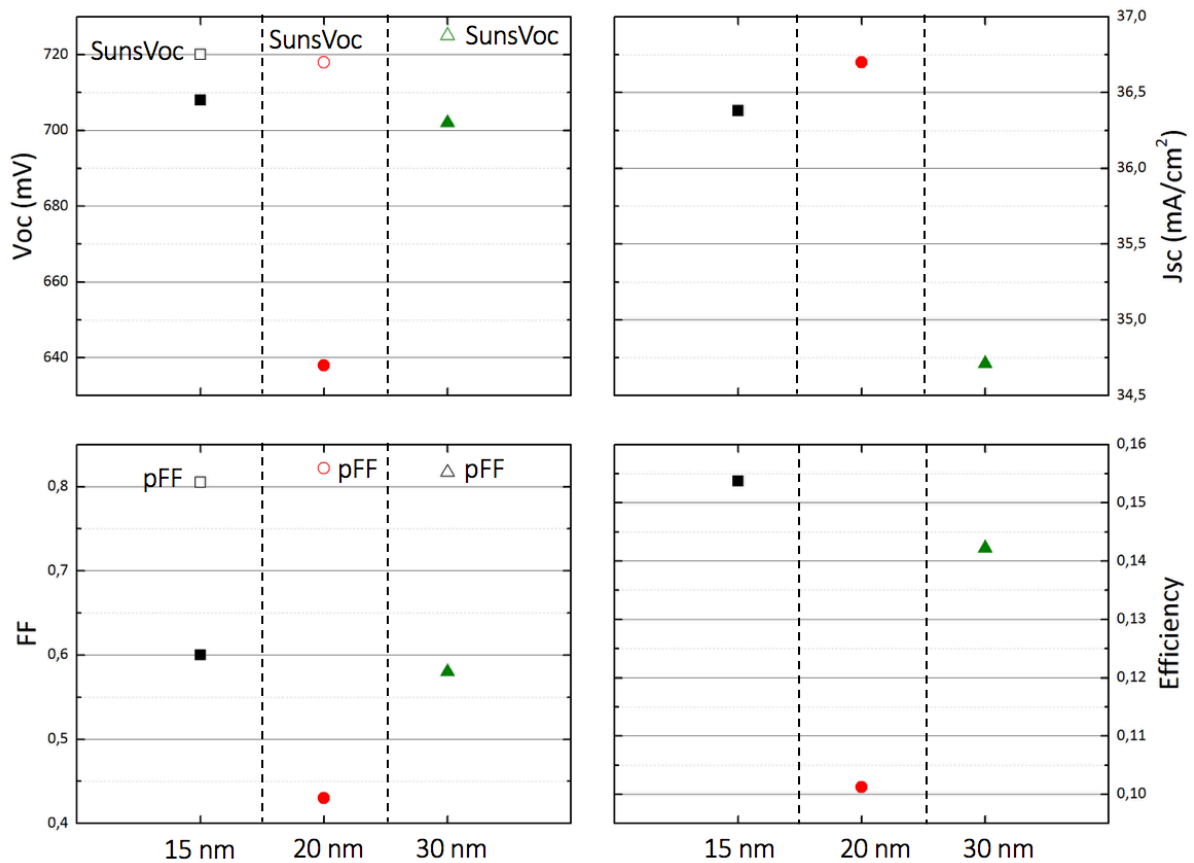 720
700
680
660
640
Voc (mV)
SunsVoc
SunsVoc
SunsVoc
37,0
36,5
36,0
35,5
35,0
34,5
Jsc (mA/cm²)
0,8
0,7
0,6
0,5
0,4
FF
pFF
pFF
pFF
15 nm
20 nm
30 nm
0,16
0,15
0,14
0,13
0,12
0,11
0,10
Efficiency
15 nm
20 nm
30 nm